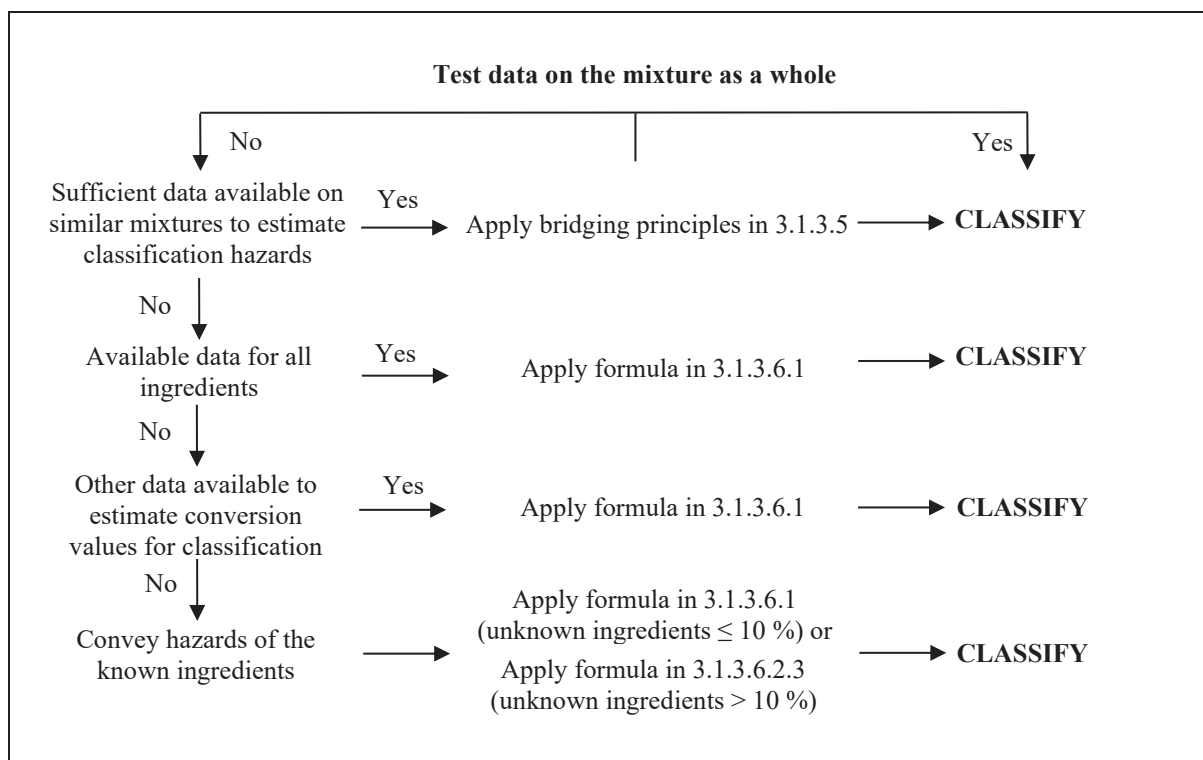 Test data on the mixture as a whole
No
Yes
Sufficient data available on
similar mixtures to estimate
classification hazards
Yes
Apply bridging principles in 3.1.3.5
CLASSIFY
No
Available data for all
ingredients
Yes
Apply formula in 3.1.3.6.1
CLASSIFY
No
Other data available to
estimate conversion
values for classification
Yes
Apply formula in 3.1.3.6.1
CLASSIFY
No
Convey hazards of the
known ingredients
Apply formula in 3.1.3.6.1
(unknown ingredients ≤ 10 %) or
Apply formula in 3.1.3.6.2.3
(unknown ingredients > 10 %)
CLASSIFY